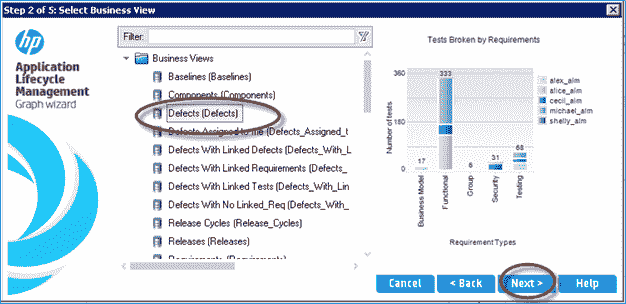 Step 2 of 5: Select Business View
hp
Application
Lifecycle
Management
Graph wizard
Filter:
Business Views
Baselines (Baselines)
Components (Components)
Defects (Defects)
Defects Assigned to me (Defects_Assigned_t
Defects With Linked Defects (Defects_With_L
Defects With Linked Requirements (Defects_
Defects With Linked Tests (Defects_With_Lin
Defects With No Linked_Req (Defects_With_
Release Cycles (Release_Cycles)
Releases (Releases)
Requirements (Requirements)
Tests Broken by Requirements
Number of tests
360
180
0
17
333
6
31
68
Business Model
Functional
Group
Security
Testing
Requirement Types
alex_alm
alice_alm
cecil_alm
michael_alm
shelly_alm
Cancel
< Back
Next >
Help